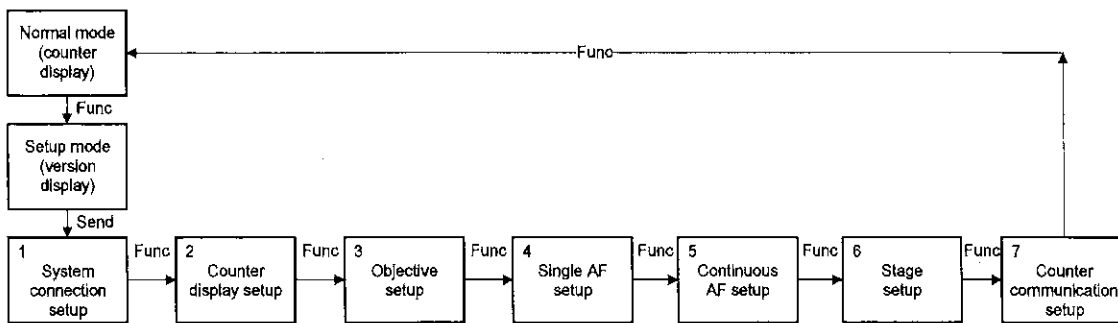 Normal mode
(counter
display)
Func
Func
Setup mode
(version
display)
Send
1
System
connection
setup
Func
2
Counter
display setup
Func
3
Objective
setup
Func
4
Single AF
setup
Func
5
Continuous
AF setup
Func
6
Stage
setup
Func
7
Counter
communication
setup